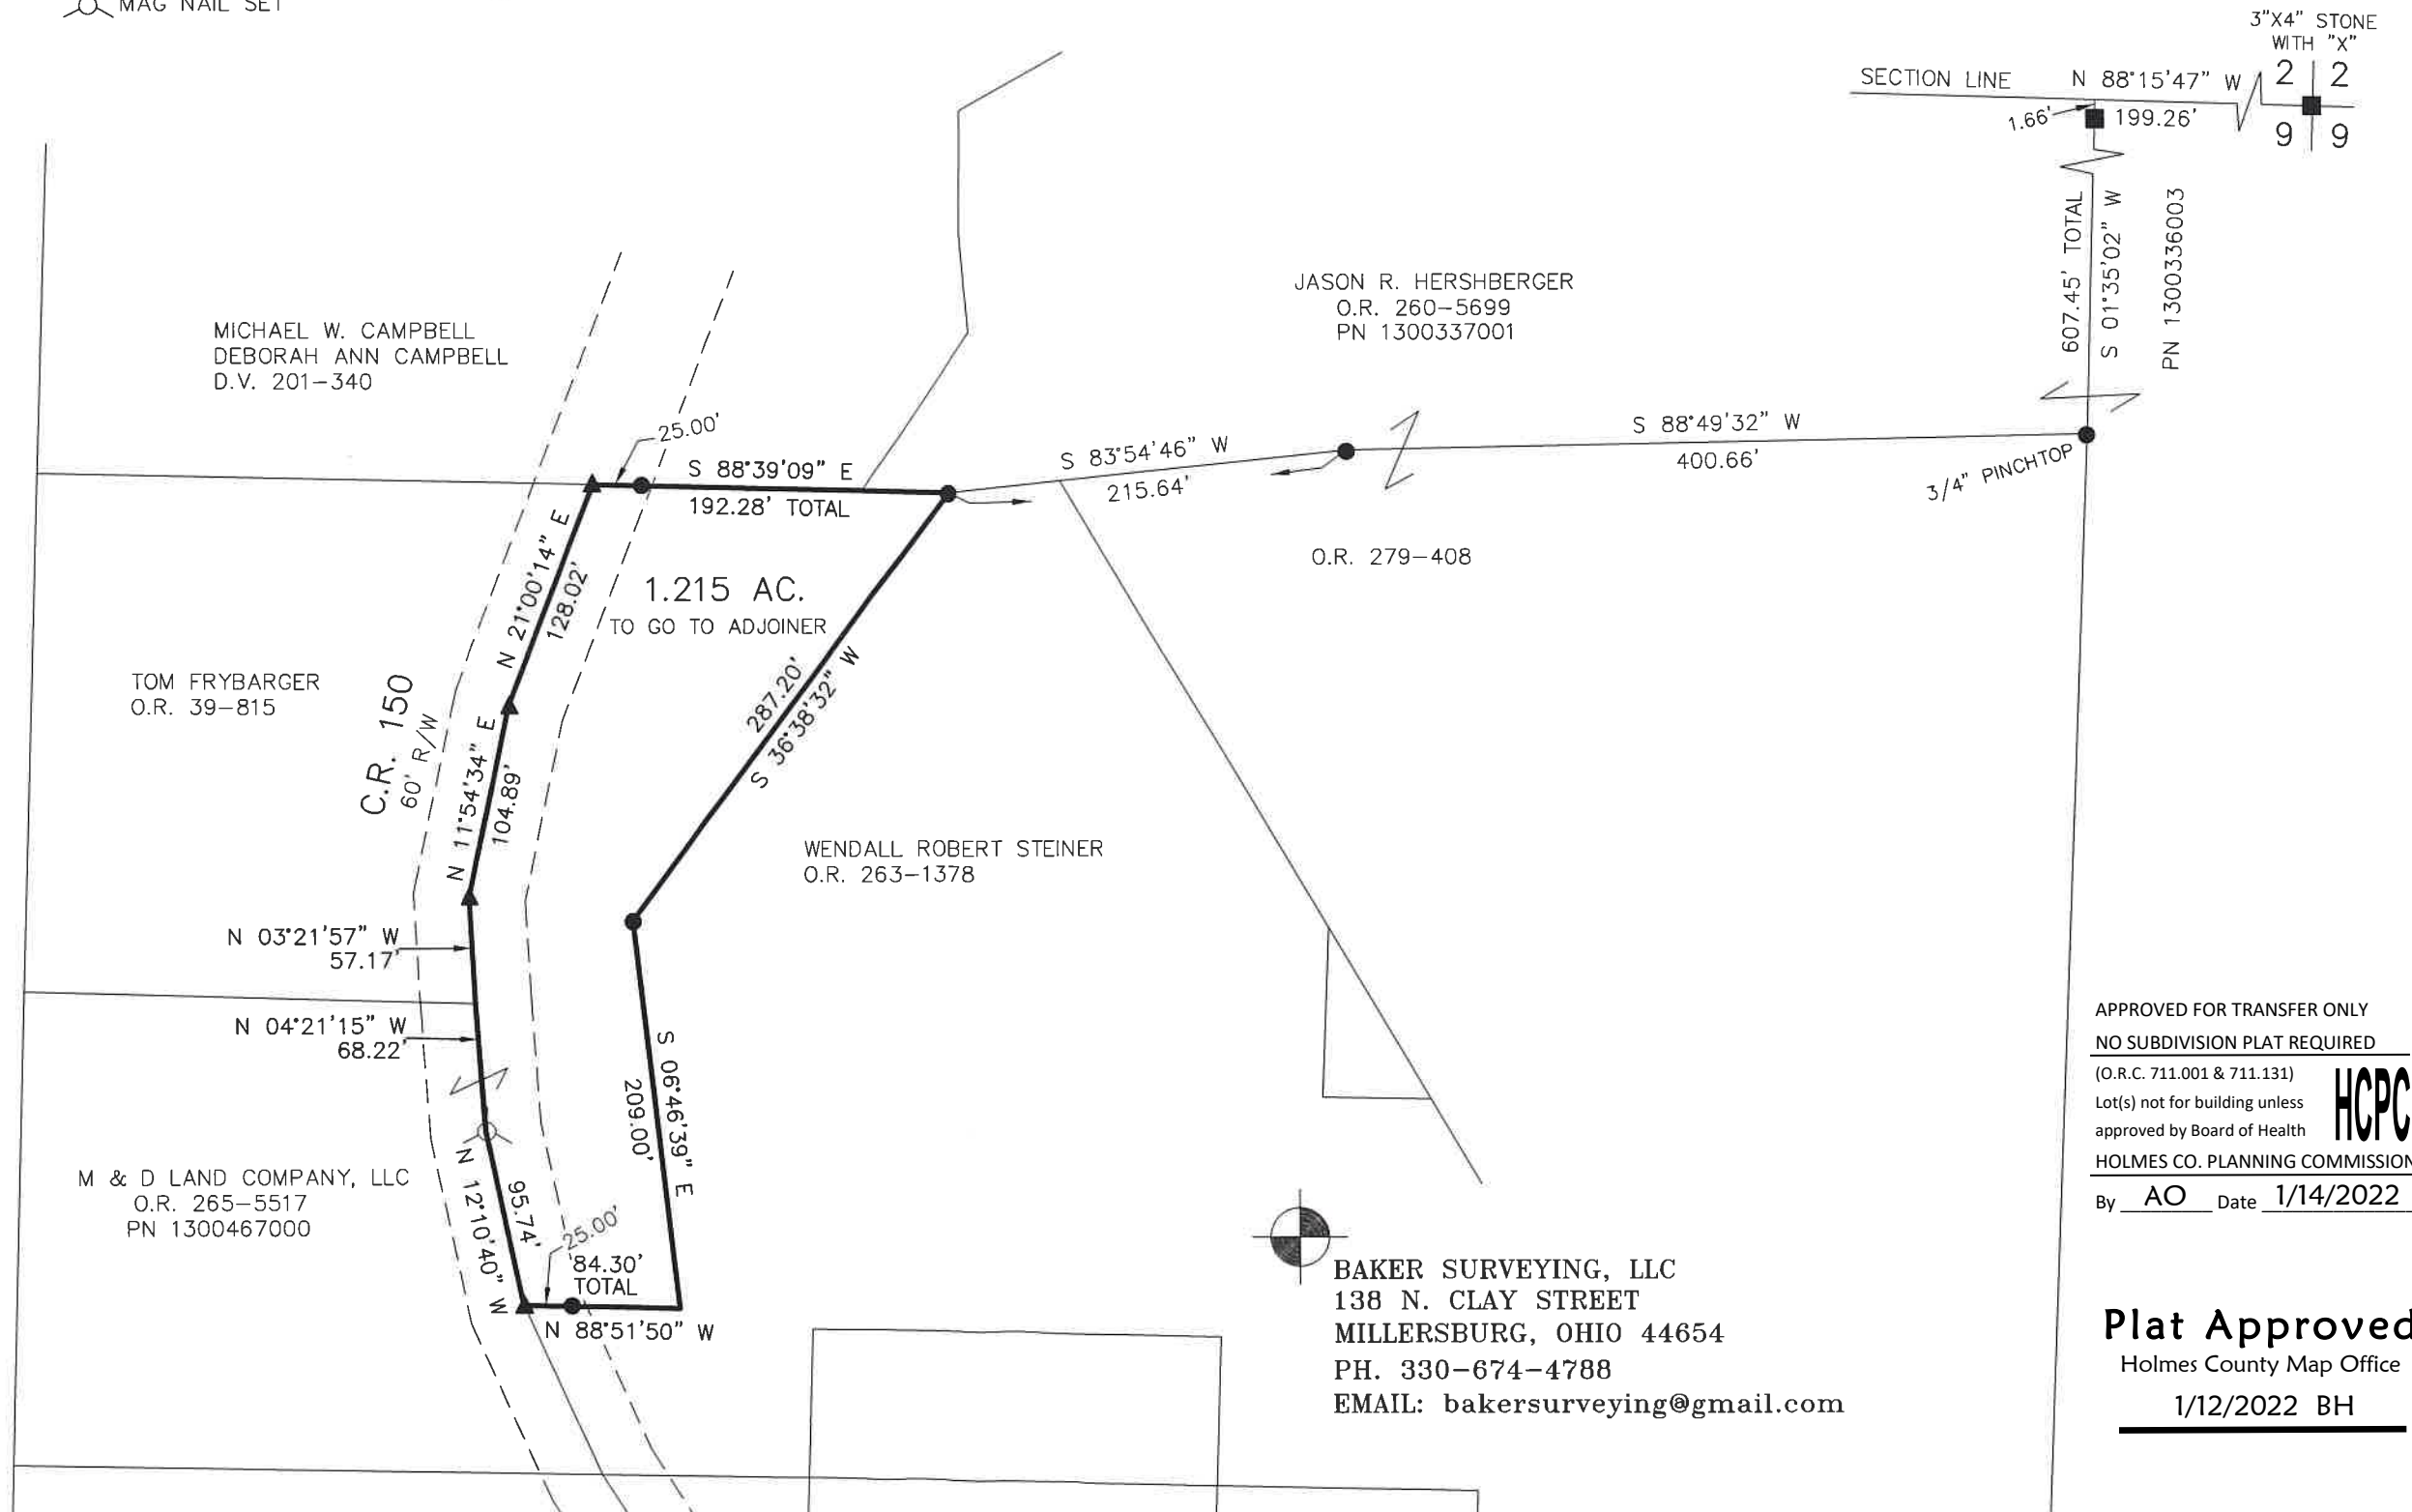 MAG NAIL SET
3"X4" STONE
WITH "X"
SECTION LINE N 88°15'47" W
2 2
9 9
1.66'
199.26'
607.45' TOTAL
S 01°35'02" W
PN 1300336003
JASON R. HERSHBERGER
O.R. 260-5699
PN 1300337001
MICHAEL W. CAMPBELL
DEBORAH ANN CAMPBELL
D.V. 201-340
25.00'
S 88°39'09" E
192.28' TOTAL
S 83°54'46" W
215.64'
S 88°49'32" W
400.66'
3/4" PINCHTOP
O.R. 279-408
N 21°00'14" E
128.02'
1.215 AC.
TO GO TO ADJOINER
287.20'
S 36°38'32" W
TOM FRYBARGER
O.R. 39-815
C.R. 150
60' R/W
N 11°54'34" E
104.89'
WENDALL ROBERT STEINER
O.R. 263-1378
N 03°21'57" W
57.17'
N 04°21'15" W
68.22'
S 06°46'39" E
209.00'
M & D LAND COMPANY, LLC
O.R. 265-5517
PN 1300467000
N 12°10'40" W
95.74'
25.00'
84.30'
TOTAL
N 88°51'50" W
BAKER SURVEYING, LLC
138 N. CLAY STREET
MILLERSBURG, OHIO 44654
PH. 330-674-4788
EMAIL: bakersurveying@gmail.com
APPROVED FOR TRANSFER ONLY
NO SUBDIVISION PLAT REQUIRED
(O.R.C. 711.001 & 711.131)
Lot(s) not for building unless
approved by Board of Health
HCPC
HOLMES CO. PLANNING COMMISSION
By AO Date 1/14/2022
Plat Approved
Holmes County Map Office
1/12/2022 BH